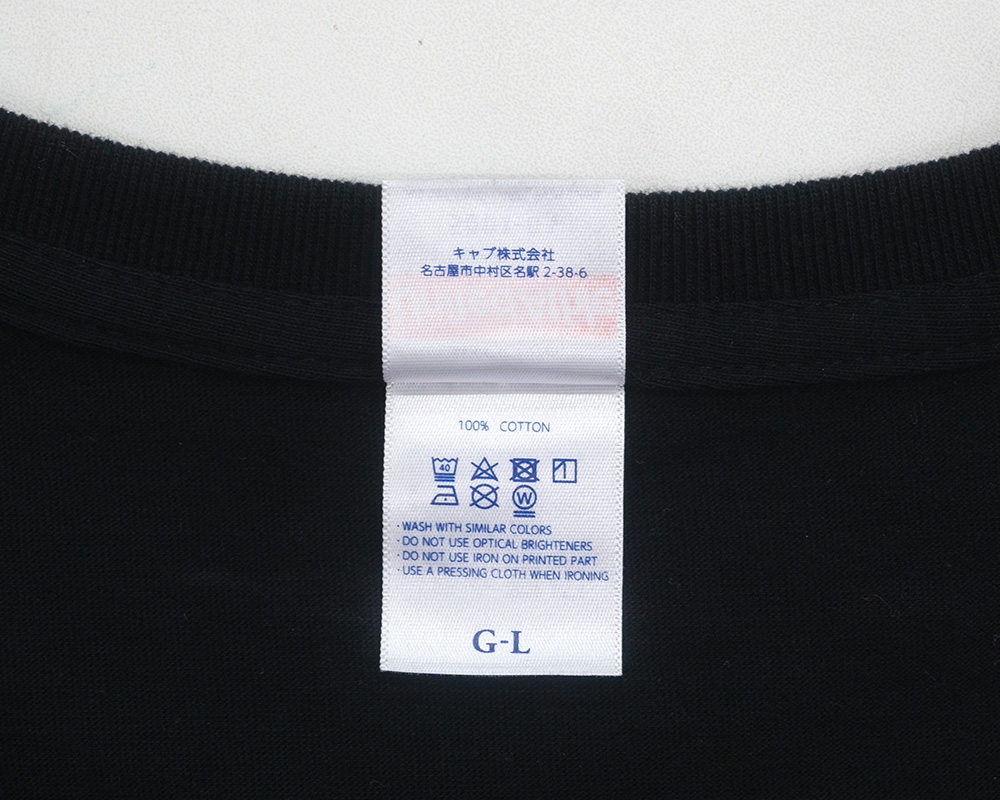 キャブ株式会社
名古屋市中村区名駅 2-38-6
100% COTTON
40
W
・WASH WITH SIMILAR COLORS
・DO NOT USE OPTICAL BRIGHTENERS
・DO NOT USE IRON ON PRINTED PART
・USE A PRESSING CLOTH WHEN IRONING
G-L